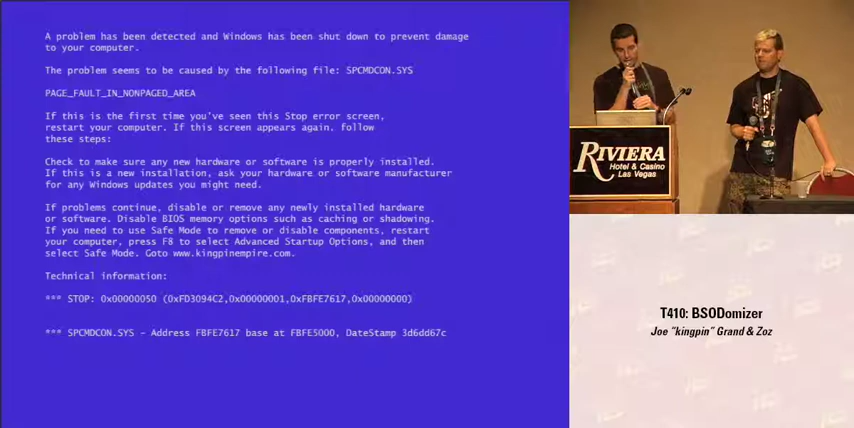 A problem has been detected and Windows has been shut down to prevent damage
to your computer.
The problem seems to be caused by the following file: SPCMDCON.SYS
PAGE_FAULT_IN_NONPAGED_AREA
If this is the first time you've seen this Stop error screen,
restart your computer. If this screen appears again, follow
these steps:
Check to make sure any new hardware or software is properly installed.
If this is a new installation, ask your hardware or software manufacturer
for any Windows updates you might need.
If problems continue, disable or remove any newly installed hardware
or software. Disable BIOS memory options such as caching or shadowing.
If you need to use Safe Mode to remove or disable components, restart
your computer, press F8 to select Advanced Startup Options, and then
select Safe Mode. Goto www.kingpinempire.com.
Technical information:
*** STOP: 0x00000050 (0xFD3094C2,0x00000001,0xFBFE7617,0x00000000)
*** SPCMDCON.SYS - Address FBFE7617 base at FBFE5000, DateStamp 3d6dd67c
RIVIERA
Hotel & Casino
Las Vegas
T410: BSODomizer
Joe "kingpin" Grand & Zoz